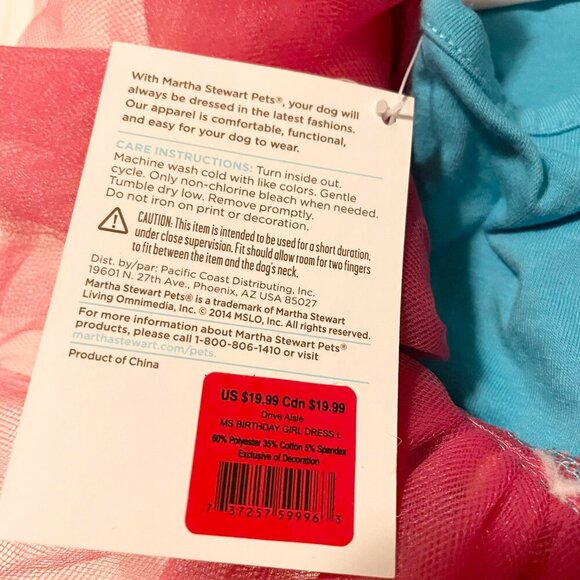 With Martha Stewart Pets®, your dog will
always be dressed in the latest fashions.
Our apparel is comfortable, functional,
and easy for your dog to wear.
CARE INSTRUCTIONS: Turn inside out.
Machine wash cold with like colors. Gentle
cycle. Only non-chlorine bleach when needed.
Tumble dry low. Remove promptly.
Do not iron on print or decoration.
CAUTION: This item is intended to be used for a short duration,
under close supervision. Fit should allow room for two fingers
to fit between the item and the dog's neck.
Dist. by/par: Pacific Coast Distributing, Inc.
19601 N. 27th Ave., Phoenix, AZ USA 85027
Martha Stewart Pets® is a trademark of Martha Stewart
Living Omnimedia, Inc. © 2014 MSLO, Inc. All rights reserved.
For more information about Martha Stewart Pets®
products, please call 1-800-806-1410 or visit
marthastewart.com/pets.
Product of China
US $19.99 Cdn $19.99
Drive Aisle
MS BIRTHDAY GIRL DRESS L
60% Polyester 35% Cotton 5% Spandex
Exclusive of Decoration
7 37257 59996 3